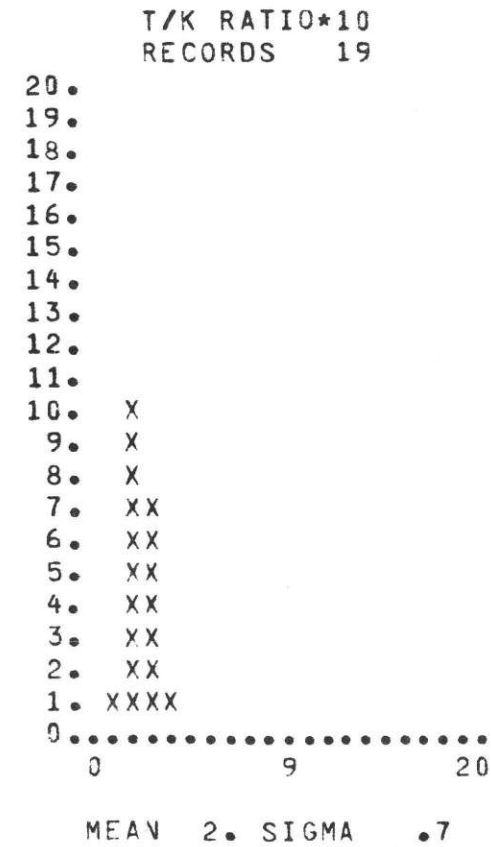 T/K RATIO*10
RECORDS 19
20.
19.
18.
17.
16.
15.
14.
13.
12.
11.
10. X
9. X
8. X
7. XX
6. XX
5. XX
4. XX
3. XX
2. XX
1. XXXX
0......................
0 9 20
MEAN 2. SIGMA .7